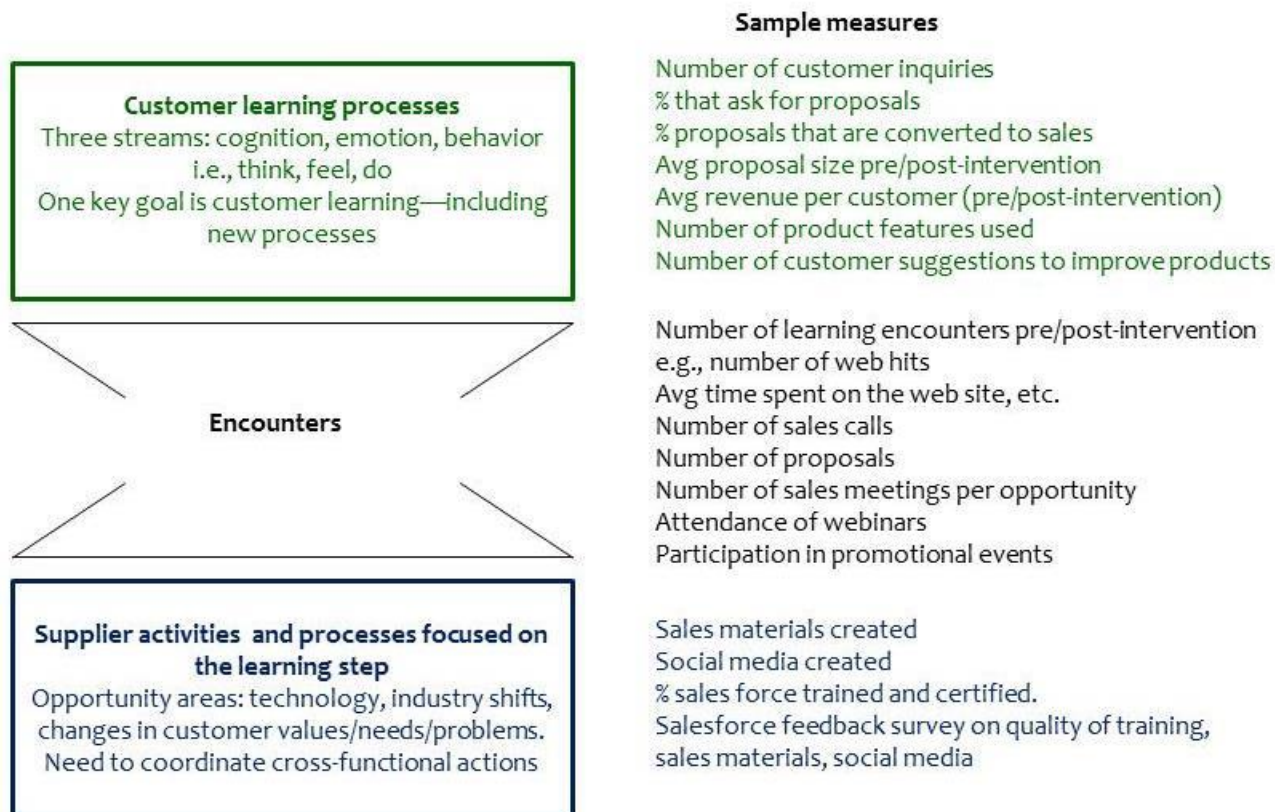 Sample measures
Customer learning processes
Three streams: cognition, emotion, behavior
i.e., think, feel, do
One key goal is customer learning—including
new processes
Number of customer inquiries
% that ask for proposals
% proposals that are converted to sales
Avg proposal size pre/post-intervention
Avg revenue per customer (pre/post-intervention)
Number of product features used
Number of customer suggestions to improve products
Encounters
Number of learning encounters pre/post-intervention
e.g., number of web hits
Avg time spent on the web site, etc.
Number of sales calls
Number of proposals
Number of sales meetings per opportunity
Attendance of webinars
Participation in promotional events
Supplier activities and processes focused on
the learning step
Opportunity areas: technology, industry shifts,
changes in customer values/needs/problems.
Need to coordinate cross-functional actions
Sales materials created
Social media created
% sales force trained and certified.
Salesforce feedback survey on quality of training,
sales materials, social media